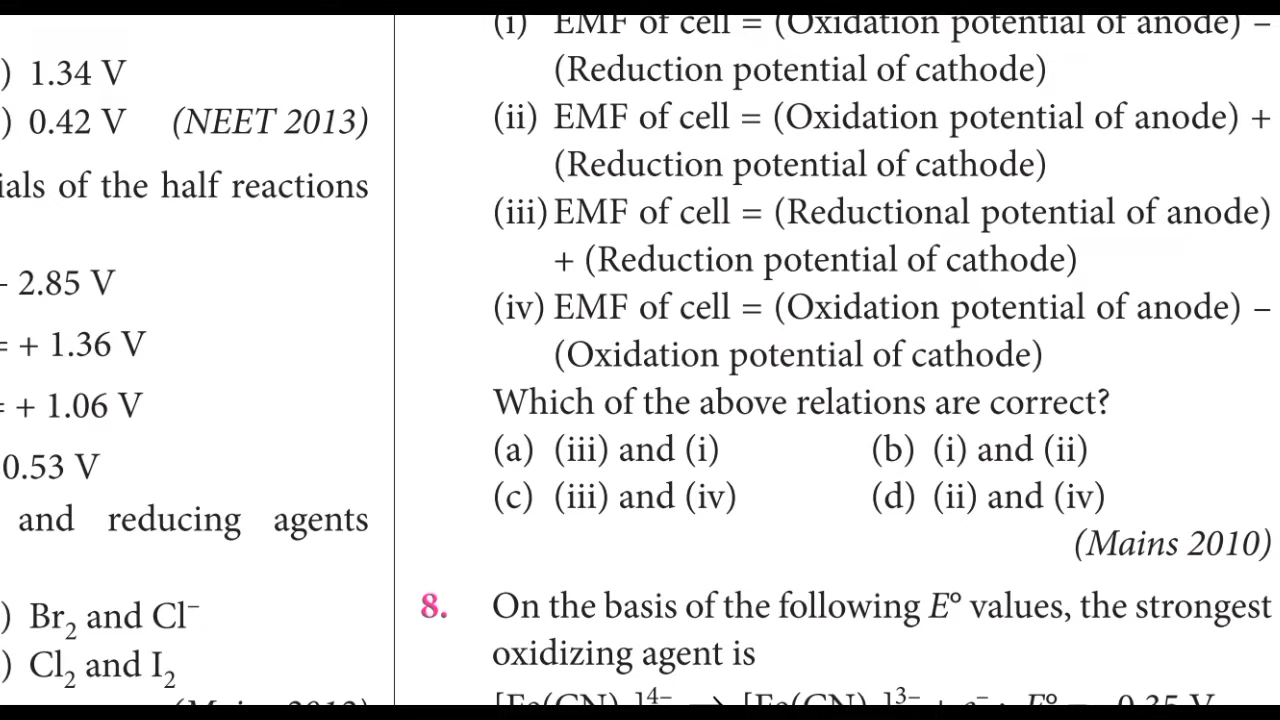 ) 1.34 V
) 0.42 V (NEET 2013)
ials of the half reactions
– 2.85 V
= + 1.36 V
= + 1.06 V
0.53 V
and reducing agents
) Br₂ and Cl⁻
) Cl₂ and I₂
(i) EMF of cell = (Oxidation potential of anode) –
(Reduction potential of cathode)
(ii) EMF of cell = (Oxidation potential of anode) +
(Reduction potential of cathode)
(iii) EMF of cell = (Reductional potential of anode)
+ (Reduction potential of cathode)
(iv) EMF of cell = (Oxidation potential of anode) –
(Oxidation potential of cathode)
Which of the above relations are correct?
(a) (iii) and (i) (b) (i) and (ii)
(c) (iii) and (iv) (d) (ii) and (iv)
(Mains 2010)
8. On the basis of the following E° values, the strongest
oxidizing agent is